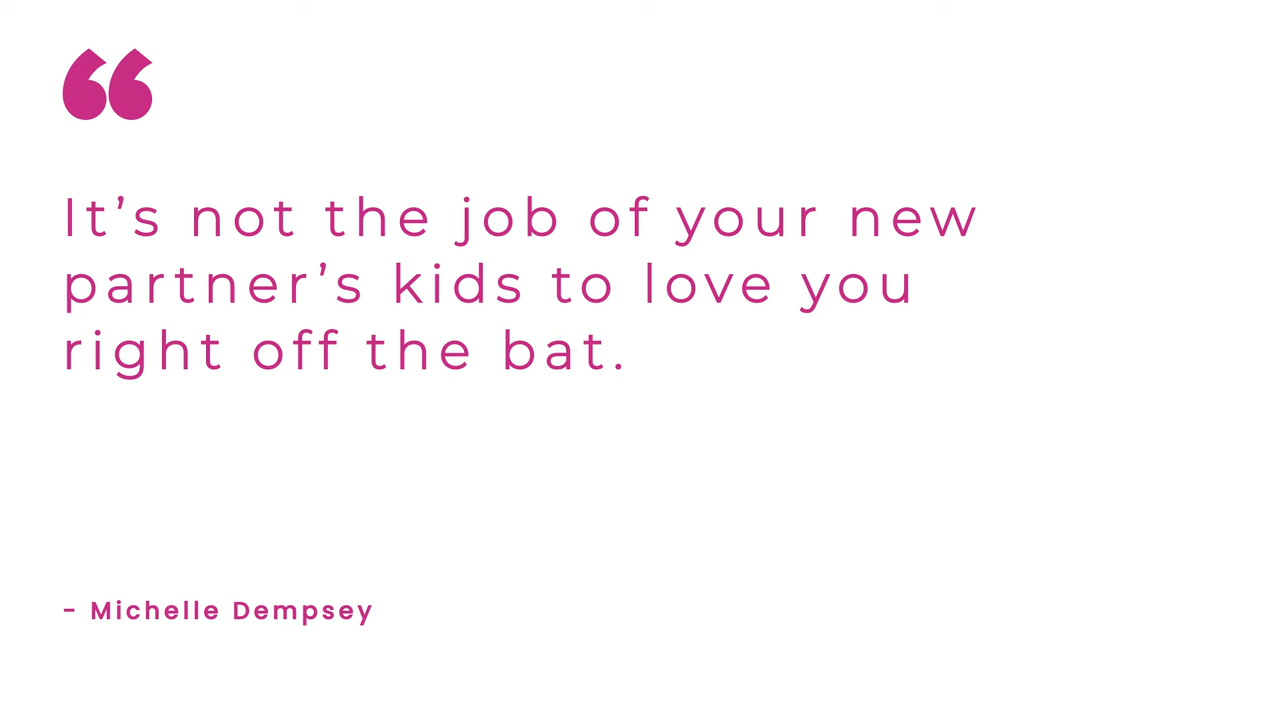 “
It’s not the job of your new
partner’s kids to love you
right off the bat.
- Michelle Dempsey